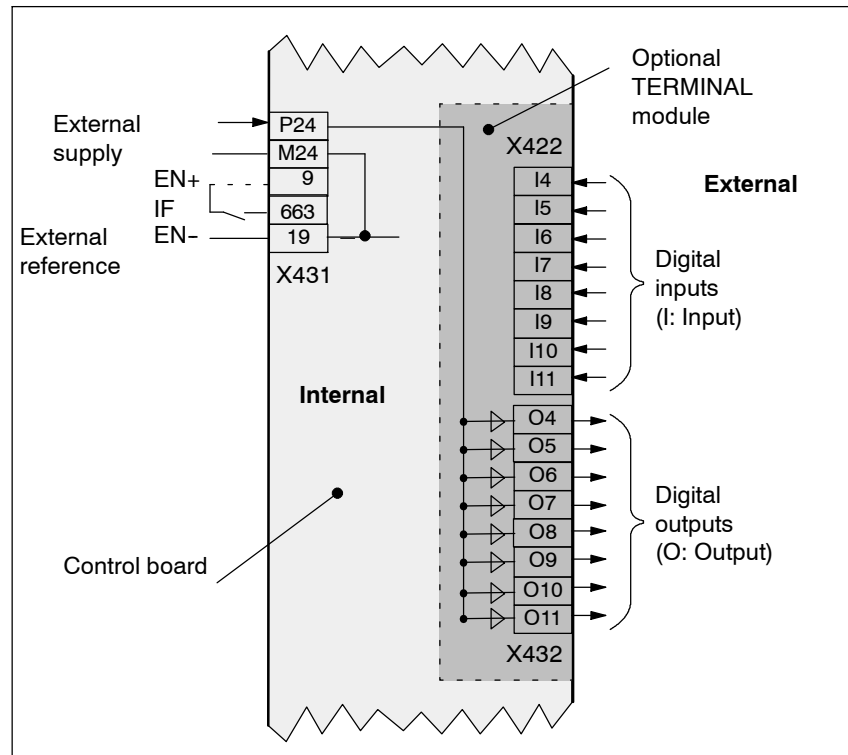 Optional
TERMINAL
module
External
supply
P24
M24
EN+
9
IF
663
External
reference
EN−
19
X431
X422
External
I4
I5
I6
I7
I8
I9
I10
I11
Digital
inputs
(I: Input)
Internal
O4
O5
O6
O7
O8
O9
O10
O11
Digital
outputs
(O: Output)
Control board
X432